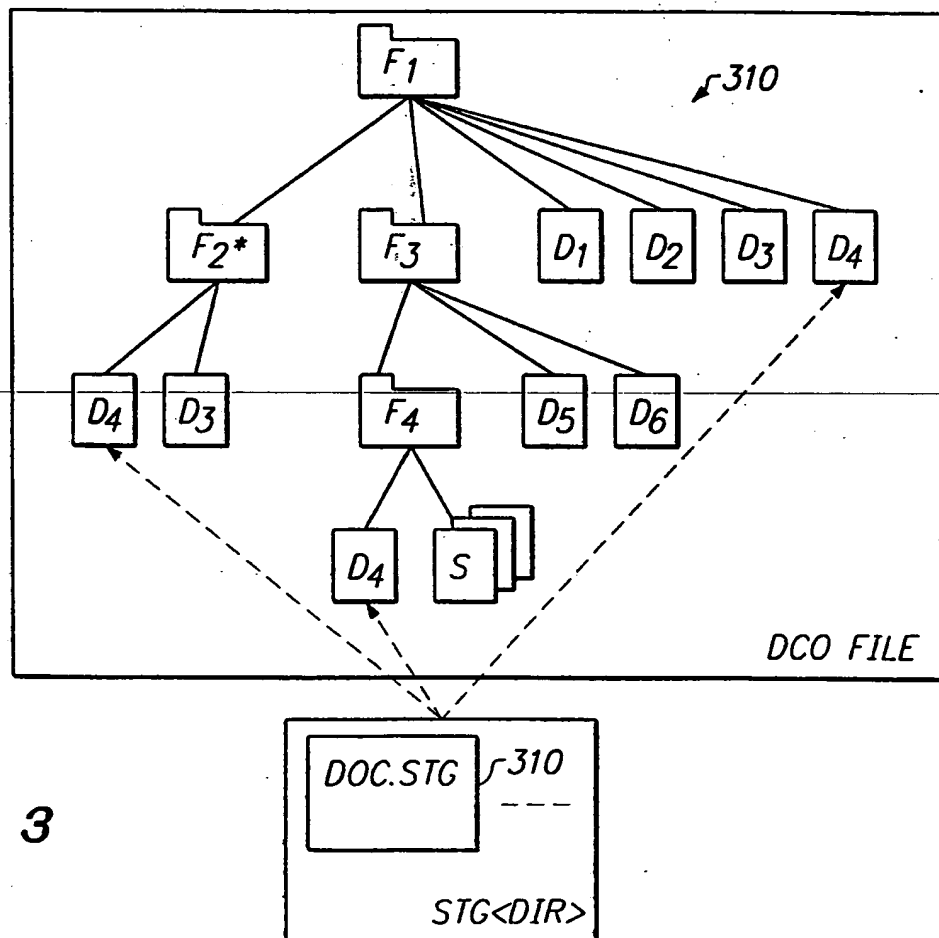 F1
310
F2* F3 D1 D2 D3 D4
D4 D3 F4 D5 D6
D4 S
DCO FILE
DOC.STG 310
3
STG<DIR>